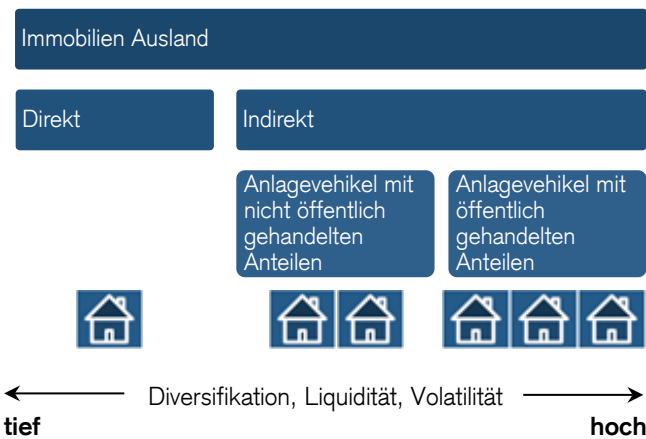 Immobilien Ausland
Direkt
Indirekt
Anlagevehikel mit
nicht öffentlich
gehandelten
Anteilen
Anlagevehikel mit
öffentlich
gehandelten
Anteilen
Diversifikation, Liquidität, Volatilität
tief
hoch